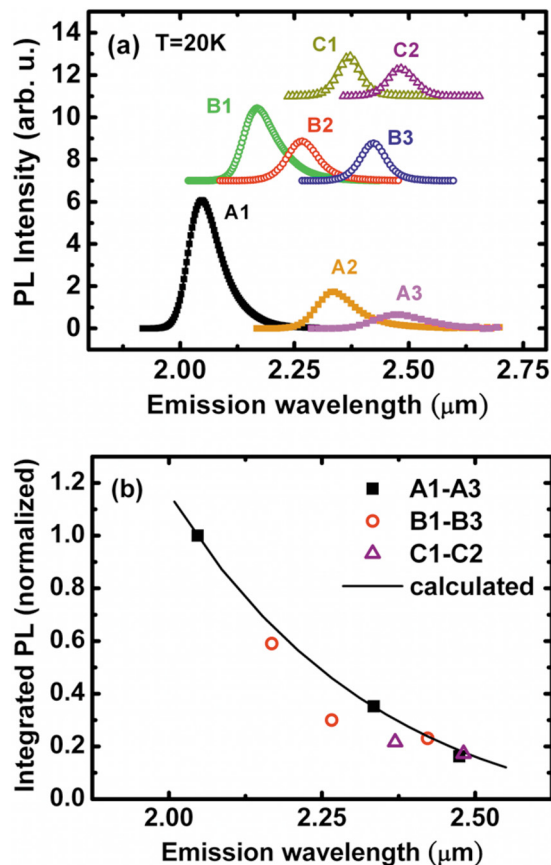 (a) T=20K
C1 C2
B1 B2 B3
A1 A2 A3
14
12
10
8
6
4
2
0
PL Intensity (arb. u.)
2.00 2.25 2.50 2.75
Emission wavelength (μm)
(b)
A1-A3
B1-B3
C1-C2
calculated
1.2
1.0
0.8
0.6
0.4
0.2
0.0
Integrated PL (normalized)
2.00 2.25 2.50
Emission wavelength (μm)